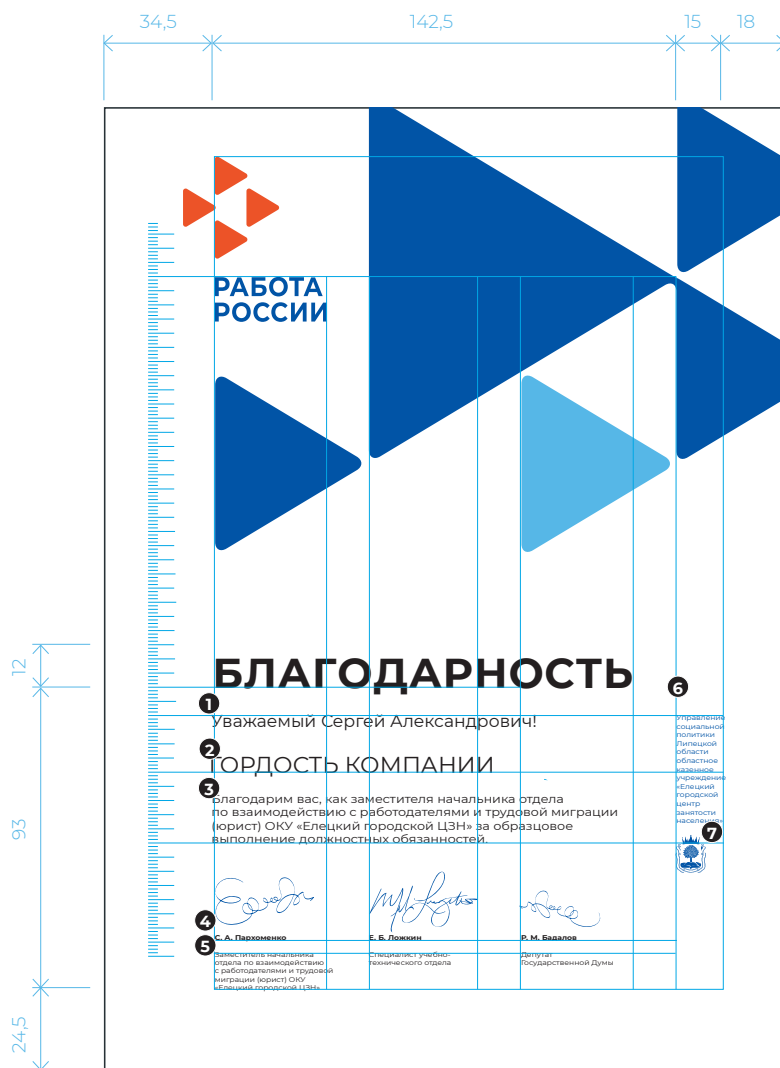 34,5
142,5
15
18
РАБОТА
РОССИИ
12
БЛАГОДАРНОСТЬ
6
1
Уважаемый Сергей Александрович!
Управление
социальной
политики
Липецкой
области
областное
казенное
учреждение
«Елецкий
городской
центр
занятости
населения»
2
ГОРДОСТЬ КОМПАНИИ
3
Благодарим вас, как заместителя начальника отдела
по взаимодействию с работодателями и трудовой миграции
(юрист) ОКУ «Елецкий городской ЦЗН» за образцовое
выполнение должностных обязанностей.
93
7
4
С. А. Пархоменко
Е. Б. Ложкин
Р. М. Бадалов
5
Заместитель начальника
отдела по взаимодействию
с работодателями и трудовой
миграции (юрист) ОКУ
«Елецкий городской ЦЗН»
Специалист учебно-
технического отдела
Депутат
Государственной Думы
24,5